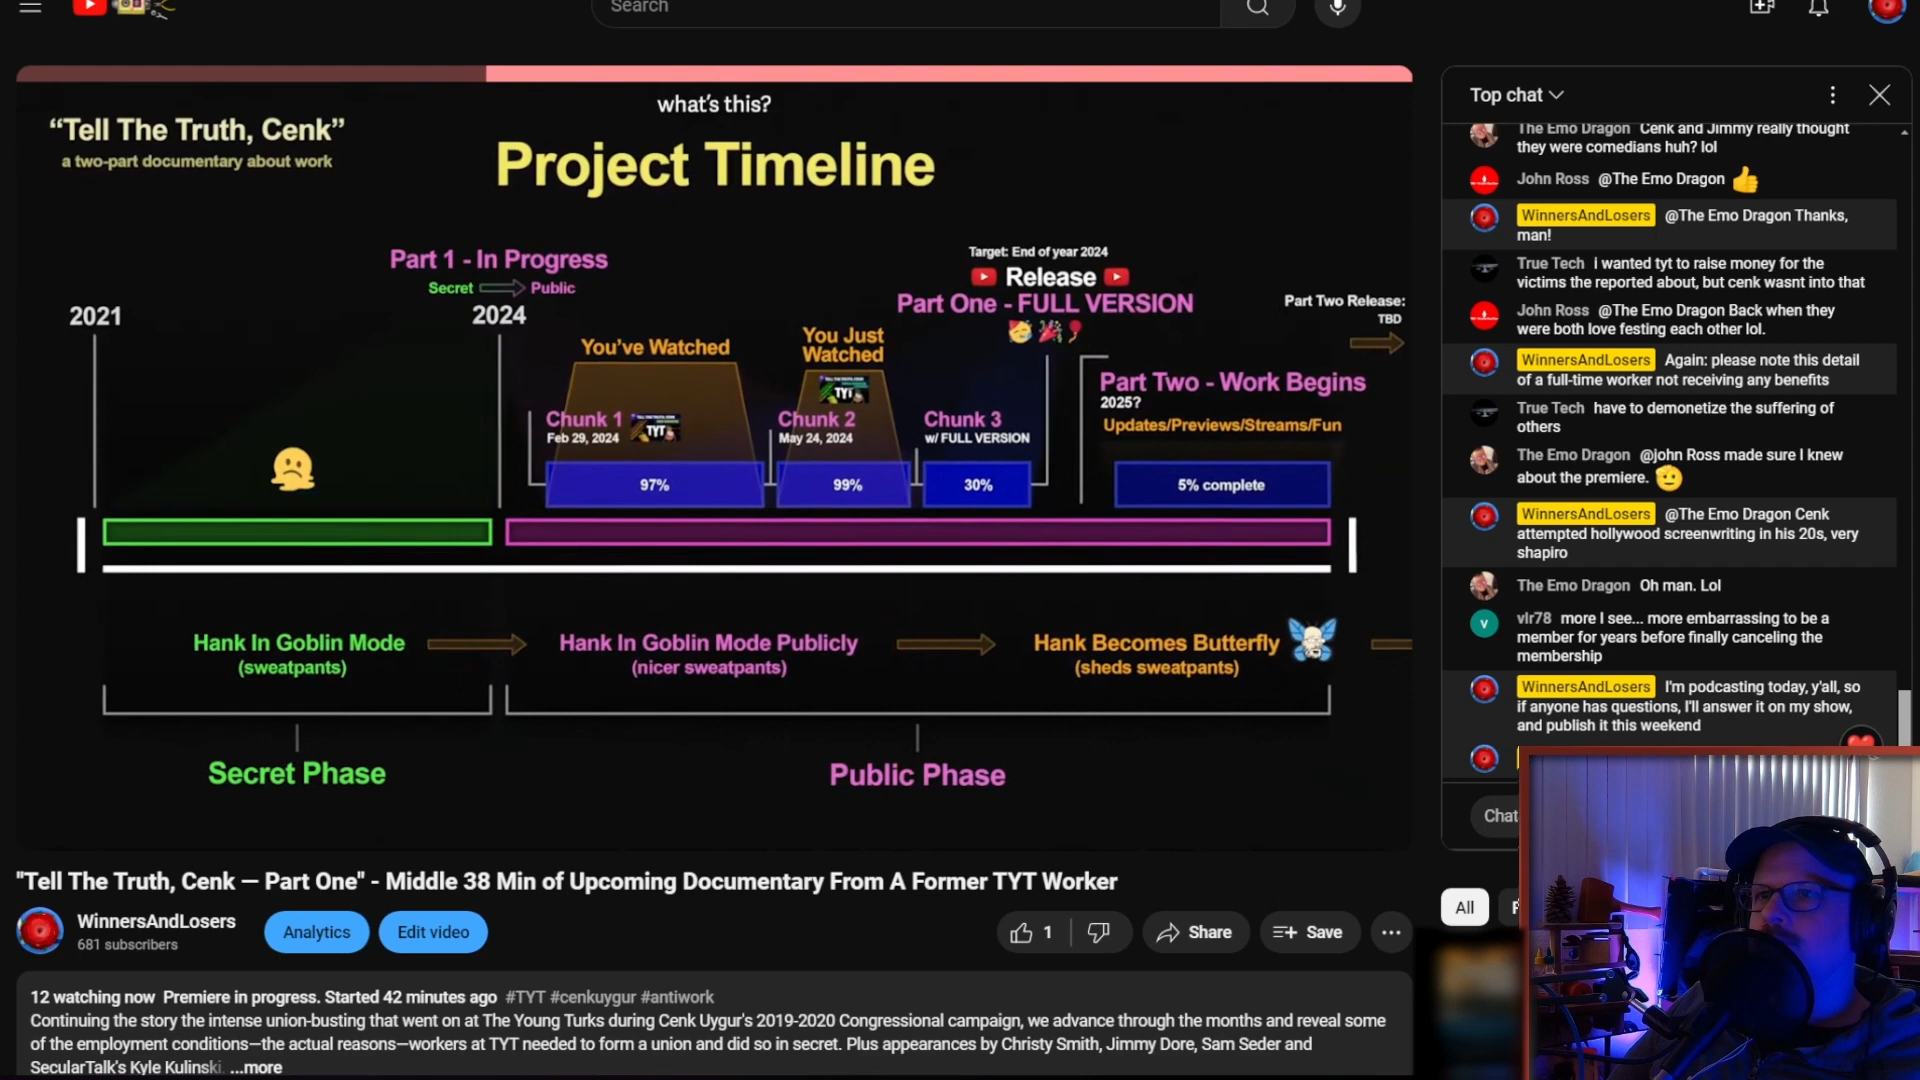 Search
what's this?
“Tell The Truth, Cenk”
a two-part documentary about work
Project Timeline
Part 1 - In Progress
Secret Public
2021
2024
Target: End of year 2024
Release
Part One - FULL VERSION
Part Two Release:
TBD
You've Watched
You Just
Watched
Chunk 1
Feb 29, 2024
TYT
Chunk 2
May 24, 2024
TYT
Chunk 3
w/ FULL VERSION
Part Two - Work Begins
2025?
Updates/Previews/Streams/Fun
97%
99%
30%
5% complete
Hank In Goblin Mode
(sweatpants)
Hank In Goblin Mode Publicly
(nicer sweatpants)
Hank Becomes Butterfly
(sheds sweatpants)
Secret Phase
Public Phase
"Tell The Truth, Cenk — Part One" - Middle 38 Min of Upcoming Documentary From A Former TYT Worker
WinnersAndLosers
681 subscribers
Analytics
Edit video
1
Share
Save
12 watching now Premiere in progress. Started 42 minutes ago #TYT #cenkuygur #antiwork
Continuing the story the intense union-busting that went on at The Young Turks during Cenk Uygur's 2019-2020 Congressional campaign, we advance through the months and reveal some
of the employment conditions—the actual reasons—workers at TYT needed to form a union and did so in secret. Plus appearances by Christy Smith, Jimmy Dore, Sam Seder and
SecularTalk's Kyle Kulinski. ...more
Top chat
The Emo Dragon Cenk and Jimmy really thought
they were comedians huh? lol
John Ross @The Emo Dragon
WinnersAndLosers @The Emo Dragon Thanks,
man!
True Tech i wanted tyt to raise money for the
victims the reported about, but cenk wasnt into that
John Ross @The Emo Dragon Back when they
were both love festing each other lol.
WinnersAndLosers Again: please note this detail
of a full-time worker not receiving any benefits
True Tech have to demonetize the suffering of
others
The Emo Dragon @john Ross made sure I knew
about the premiere.
WinnersAndLosers @The Emo Dragon Cenk
attempted hollywood screenwriting in his 20s, very
shapiro
The Emo Dragon Oh man. Lol
V
vlr78 more I see... more embarrassing to be a
member for years before finally canceling the
membership
WinnersAndLosers I'm podcasting today, y'all, so
if anyone has questions, I'll answer it on my show,
and publish it this weekend
Chat
All